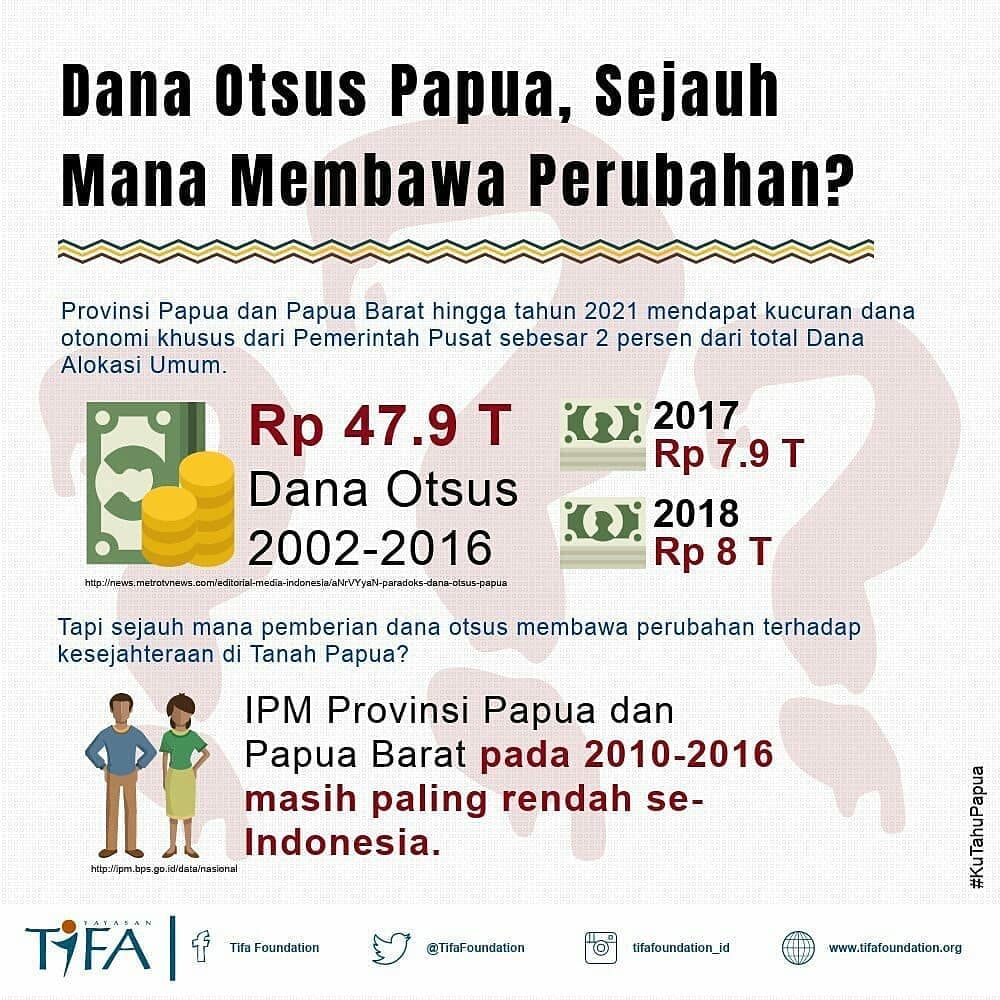 Dana Otsus Papua, Sejauh
Mana Membawa Perubahan?
Provinsi Papua dan Papua Barat hingga tahun 2021 mendapat kucuran dana
otonomi khusus dari Pemerintah Pusat sebesar 2 persen dari total Dana
Alokasi Umum.
Rp 47.9 T
Dana Otsus
2002-2016
2017
Rp 7.9 T
2018
Rp 8 T
http://news.metrotvnews.com/editorial-media-indonesia/aNrVYyaN-paradoks-dana-otsus-papua
Tapi sejauh mana pemberian dana otsus membawa perubahan terhadap
kesejahteraan di Tanah Papua?
IPM Provinsi Papua dan
Papua Barat pada 2010-2016
masih paling rendah se-
Indonesia.
http://ipm.bps.go.id/data/nasional
#KuTahuPapua
YAYASAN
TIFA
Tifa Foundation
@TifaFoundation
tifafoundation_id
www.tifafoundation.org